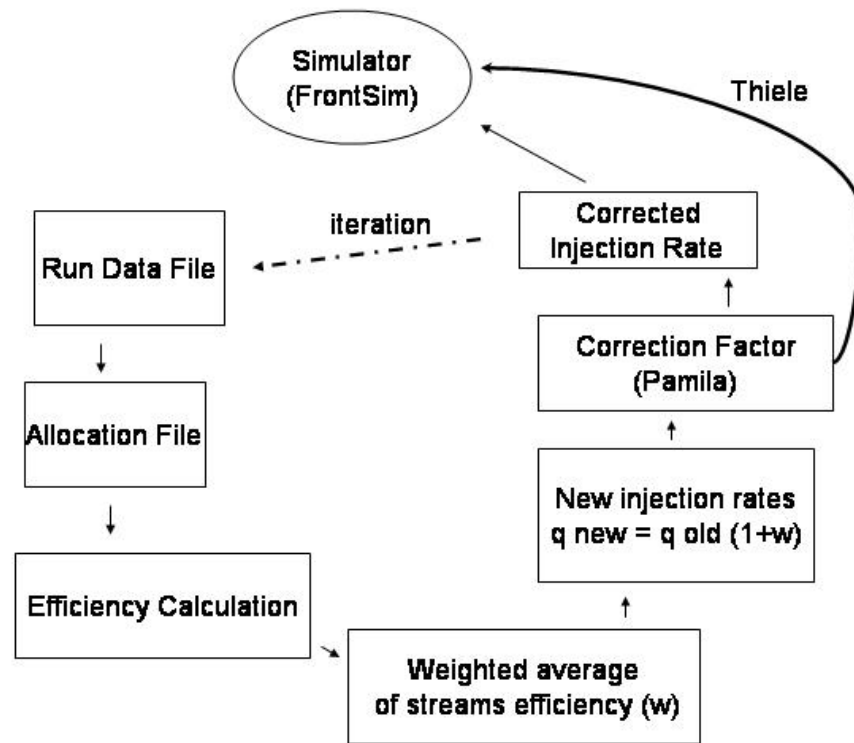 Simulator
(FrontSim)
Thiele
Corrected
Injection Rate
iteration
Run Data File
Correction Factor
(Pamila)
Allocation File
New injection rates
q new = q old (1+w)
Efficiency Calculation
Weighted average
of streams efficiency (w)